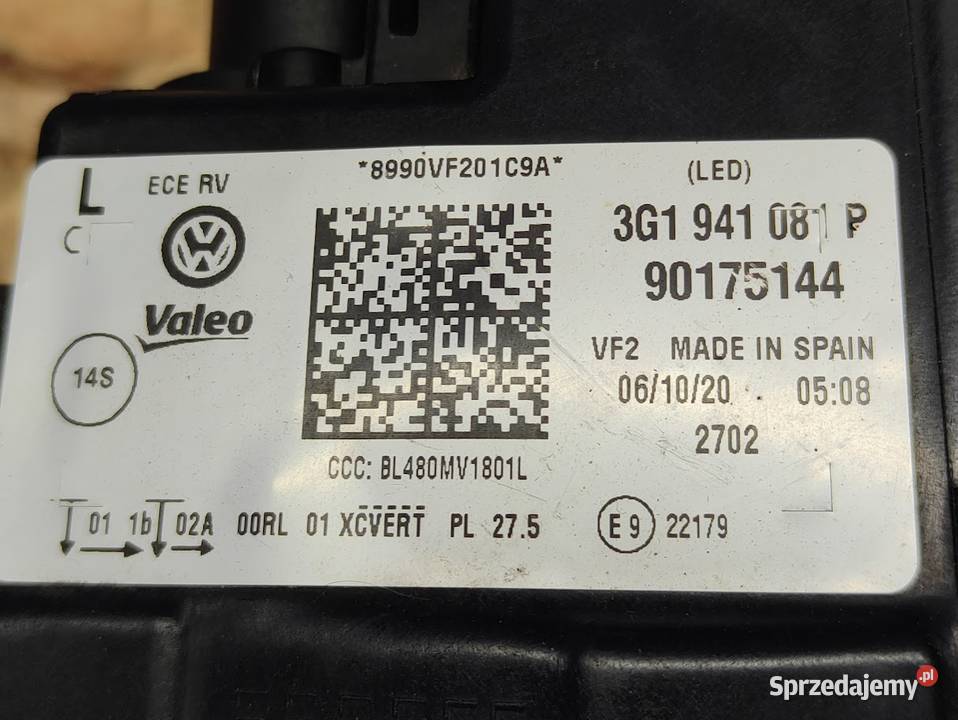 *8990VF201C9A*
(LED)
L
ECE RV
C
3G1 941 081 P
90175144
Valeo
14S
VF2 MADE IN SPAIN
06/10/20 05:08
2702
CCC: BL480MV1801L
01 1b 02A 00RL 01 XCVERT PL 27.5 E9 22179
Sprzedajemy.pl